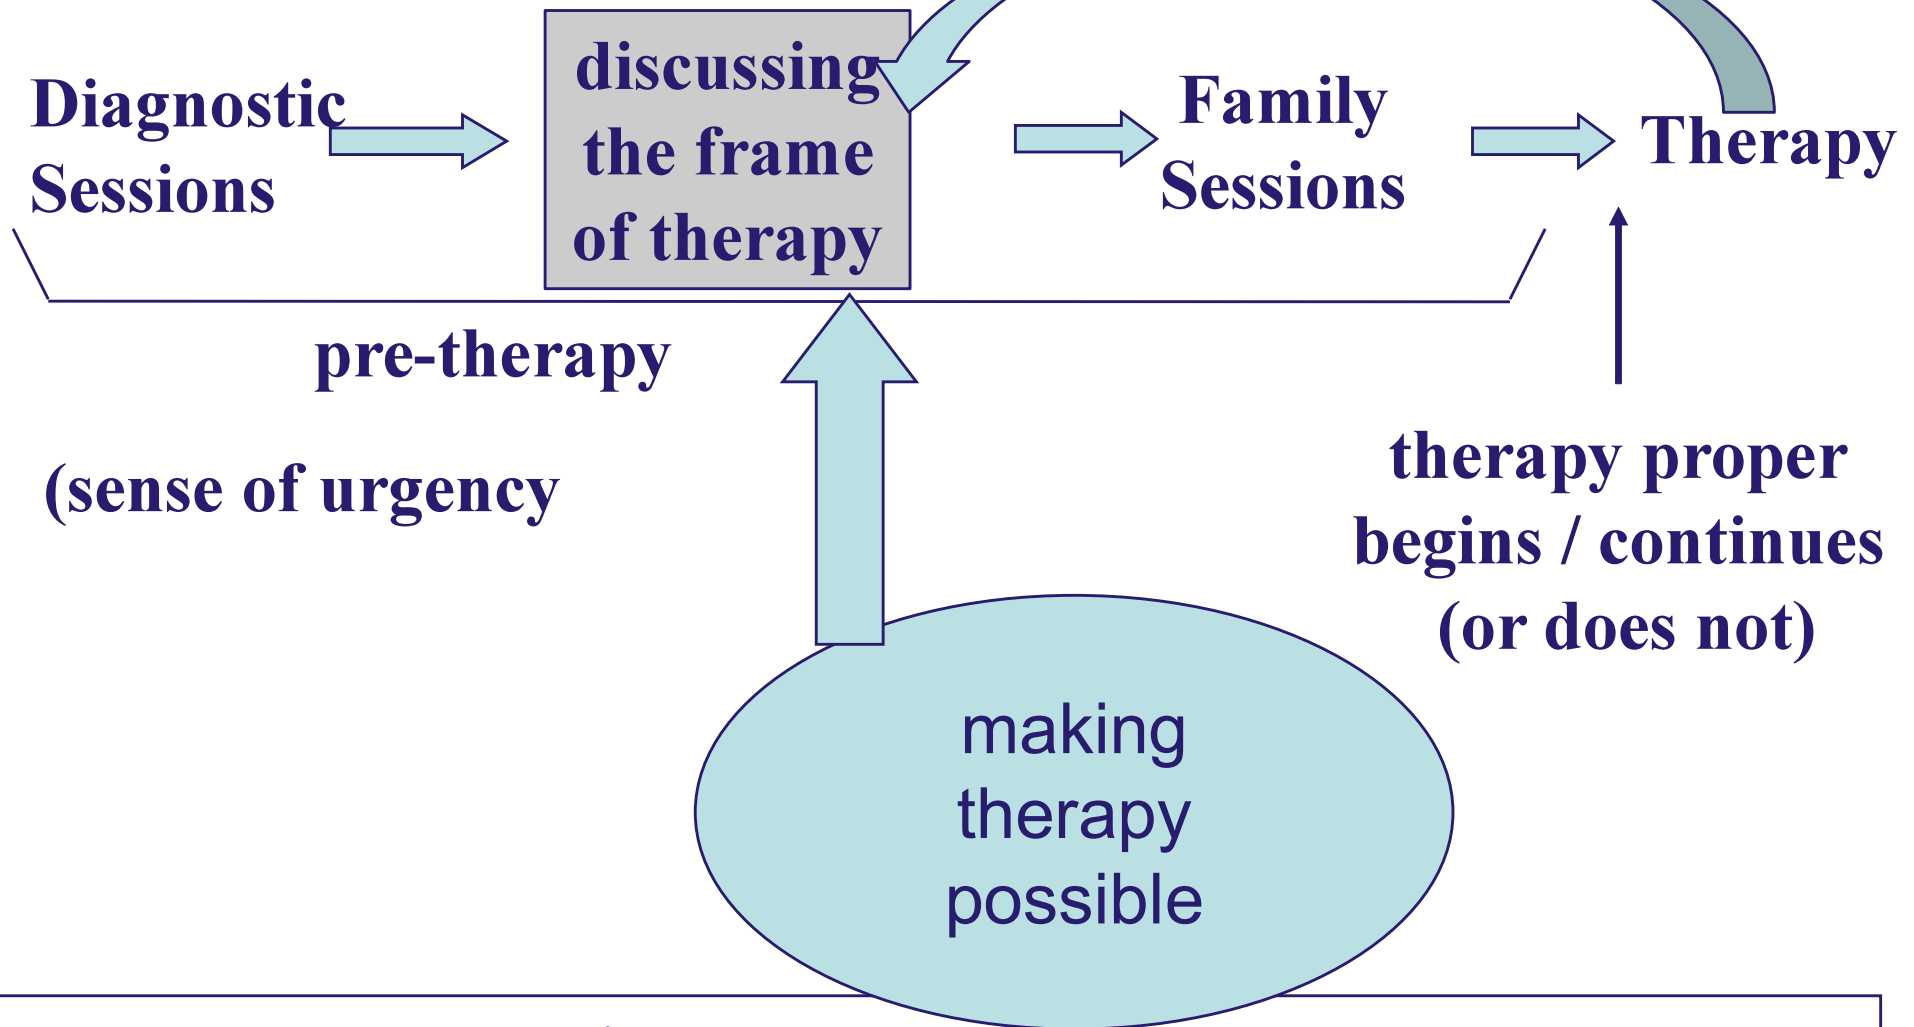 Diagnostic
Sessions
discussing
the frame
of therapy
Family
Sessions
Therapy
pre-therapy
(sense of urgency
therapy proper
begins / continues
(or does not)
making
therapy
possible